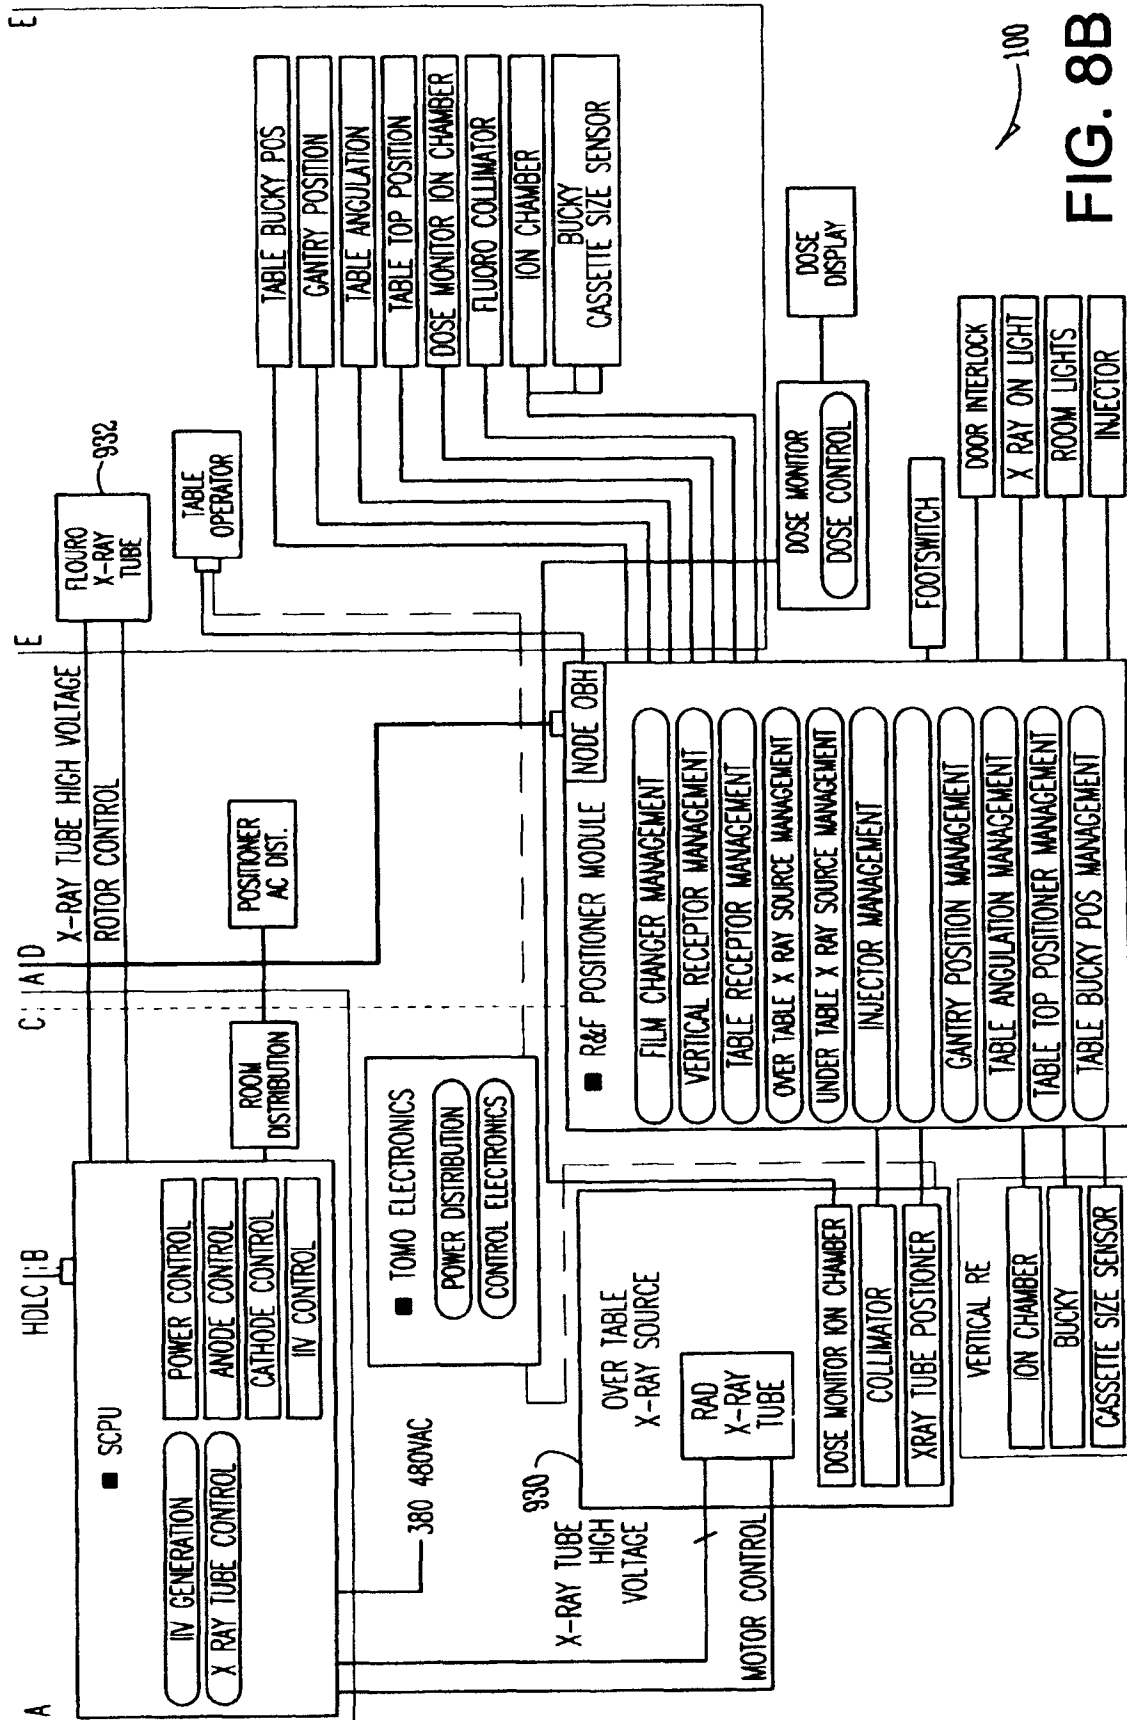 A
HDLC
B
C
A
D
E
E
■ SCPU
IIV GENERATION
X RAY TUBE CONTROL
POWER CONTROL
ANODE CONTROL
CATHODE CONTROL
IIV CONTROL
380 480VAC
ROOM
DISTRIBUTION
POSITIONER
AC DIST.
X-RAY TUBE HIGH VOLTAGE
ROTOR CONTROL
FLOURO
X-RAY
TUBE
932
TABLE
OPERATOR
■ TOMO ELECTRONICS
POWER DISTRIBUTION
CONTROL ELECTRONICS
TABLE BUCKY POS
GANTRY POSITION
TABLE ANGULATION
TABLE TOP POSITION
DOSE MONITOR ION CHAMBER
FLUORO COLLIMATOR
ION CHAMBER
BUCKY
CASSETTE SIZE SENSOR
930
X-RAY TUBE
HIGH
VOLTAGE
MOTOR CONTROL
OVER TABLE
X-RAY SOURCE
RAD
X-RAY
TUBE
DOSE MONITOR ION CHAMBER
COLLIMATOR
XRAY TUBE POSTIONER
VERTICAL RE
ION CHAMBER
BUCKY
CASSETTE SIZE SENSOR
NODE OBH
■ R&F POSITIONER MODULE
FILM CHANGER MANAGEMENT
VERTICAL RECEPTOR MANAGEMENT
TABLE RECEPTOR MANAGEMENT
OVER TABLE X RAY SOURCE MANAGEMENT
UNDER TABLE X RAY SOURCE MANAGEMENT
INJECTOR MANAGEMENT
GANTRY POSITION MANAGEMENT
TABLE ANGULATION MANAGEMENT
TABLE TOP POSITIONER MANAGEMENT
TABLE BUCKY POS MANAGEMENT
DOSE MONITOR
DOSE CONTROL
DOSE
DISPLAY
FOOTSWITCH
DOOR INTERLOCK
X RAY ON LIGHT
ROOM LIGHTS
INJECTOR
100
FIG. 8B